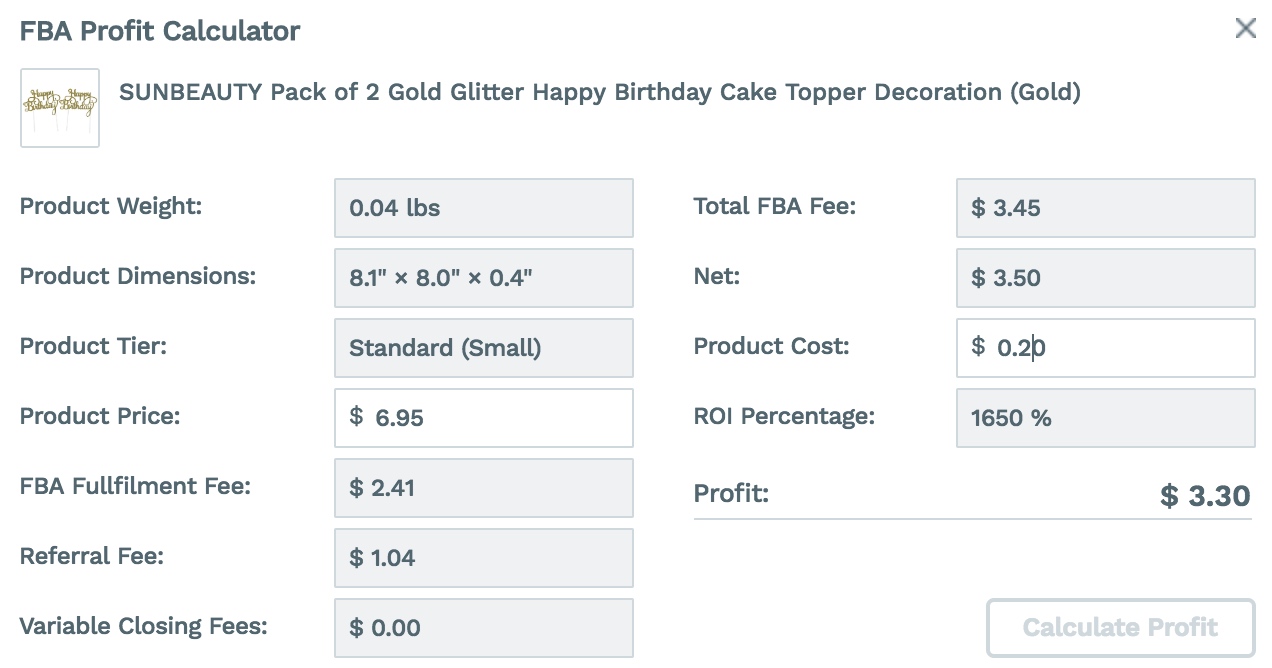 FBA Profit Calculator
SUNBEAUTY Pack of 2 Gold Glitter Happy Birthday Cake Topper Decoration (Gold)
Happy Happy
Birthday Birthday
Product Weight: 0.04 lbs
Product Dimensions: 8.1" × 8.0" × 0.4"
Product Tier: Standard (Small)
Product Price: $ 6.95
FBA Fullfilment Fee: $ 2.41
Referral Fee: $ 1.04
Variable Closing Fees: $ 0.00
Total FBA Fee: $ 3.45
Net: $ 3.50
Product Cost: $ 0.20
ROI Percentage: 1650 %
Profit: $ 3.30
Calculate Profit